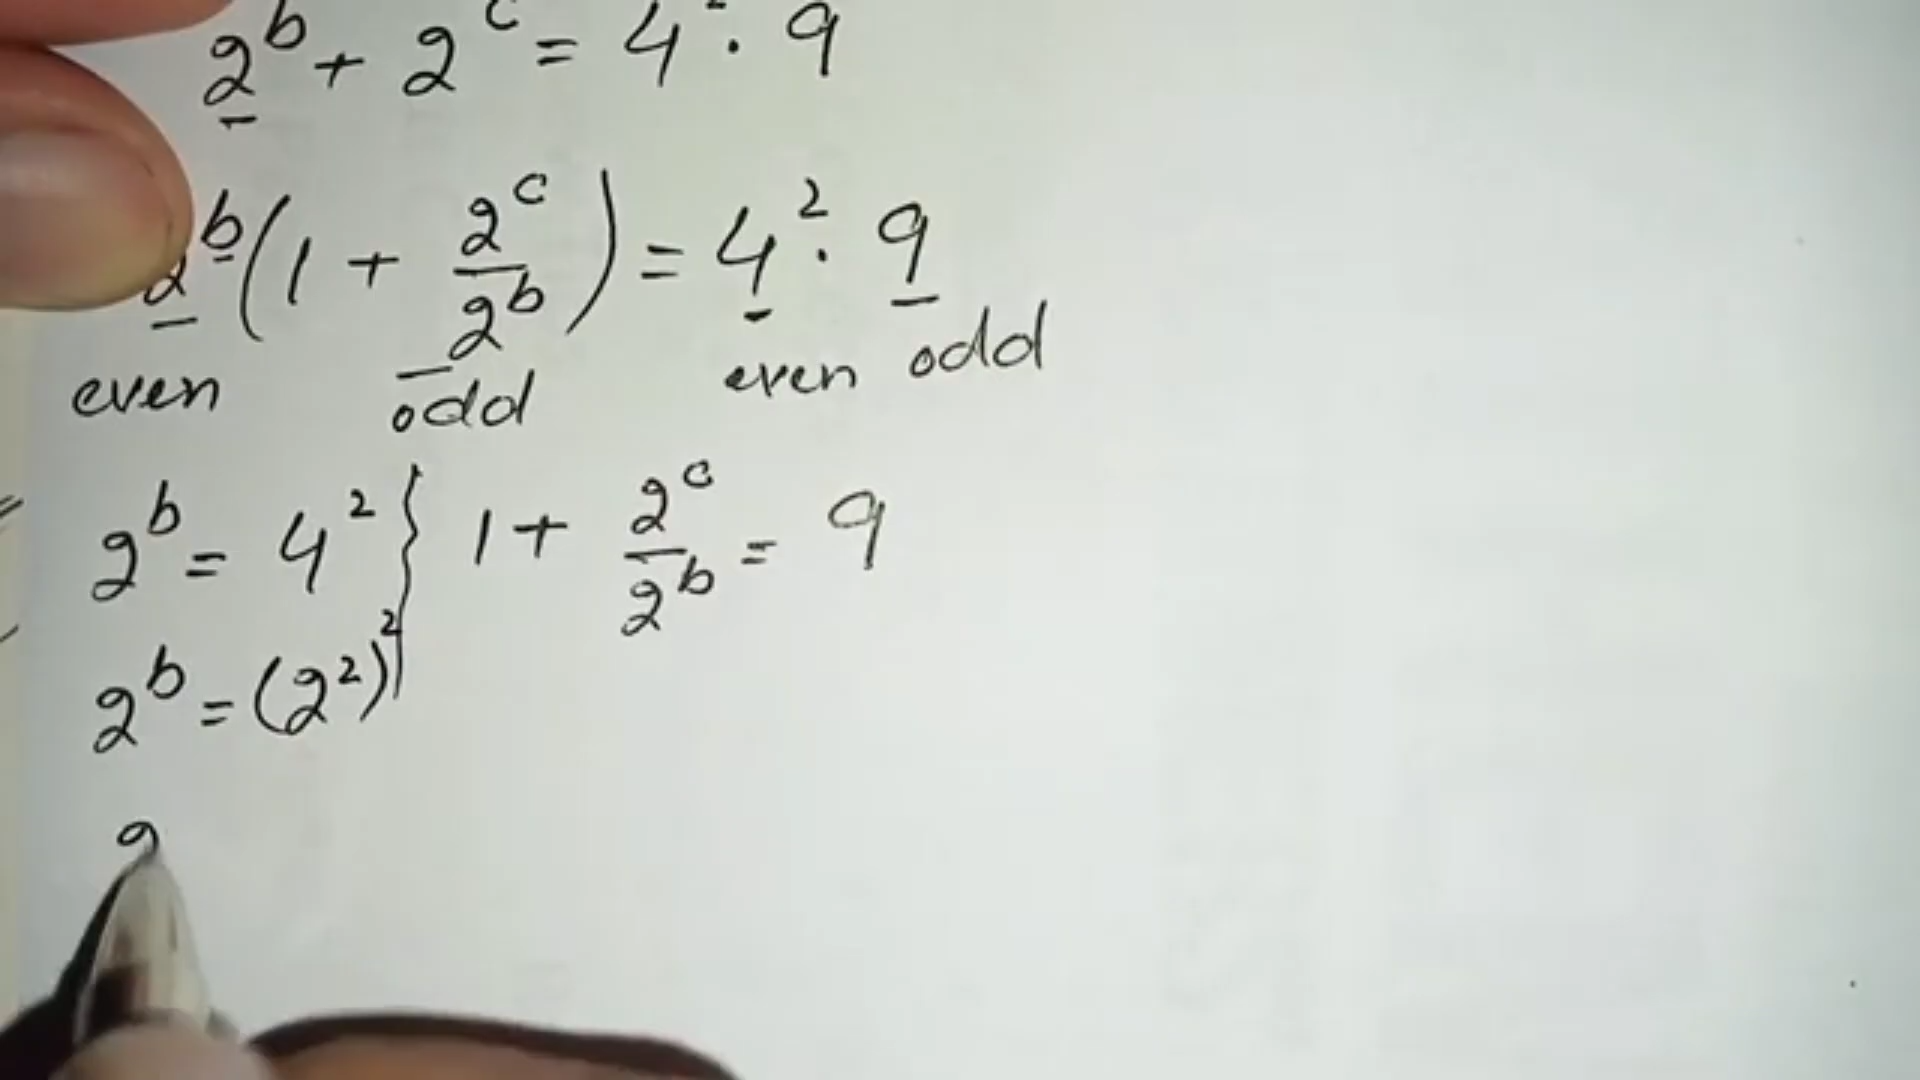 2^b + 2^c = 4^2 · 9
2^b (1 + 2^c/2^b) = 4^2 · 9
even odd even odd
2^b = 4^2 } 1 + 2^c/2^b = 9
2^b = (2^2)^2